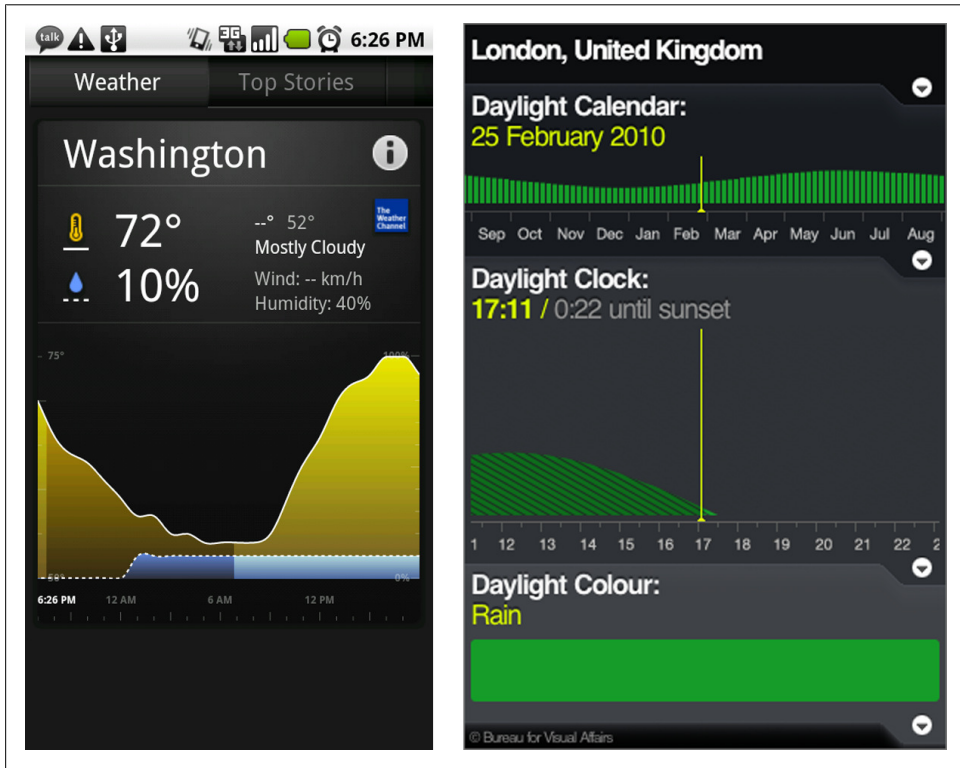 talk 3G 6:26 PM
Weather Top Stories
Washington i
72° --° 52° The Weather Channel
Mostly Cloudy
10% Wind: -- km/h
Humidity: 40%
75° 100%
50° 0%
6:26 PM 12 AM 6 AM 12 PM
London, United Kingdom
Daylight Calendar:
25 February 2010
Sep Oct Nov Dec Jan Feb Mar Apr May Jun Jul Aug
Daylight Clock:
17:11 / 0:22 until sunset
1 12 13 14 15 16 17 18 19 20 21 22 2
Daylight Colour:
Rain
© Bureau for Visual Affairs